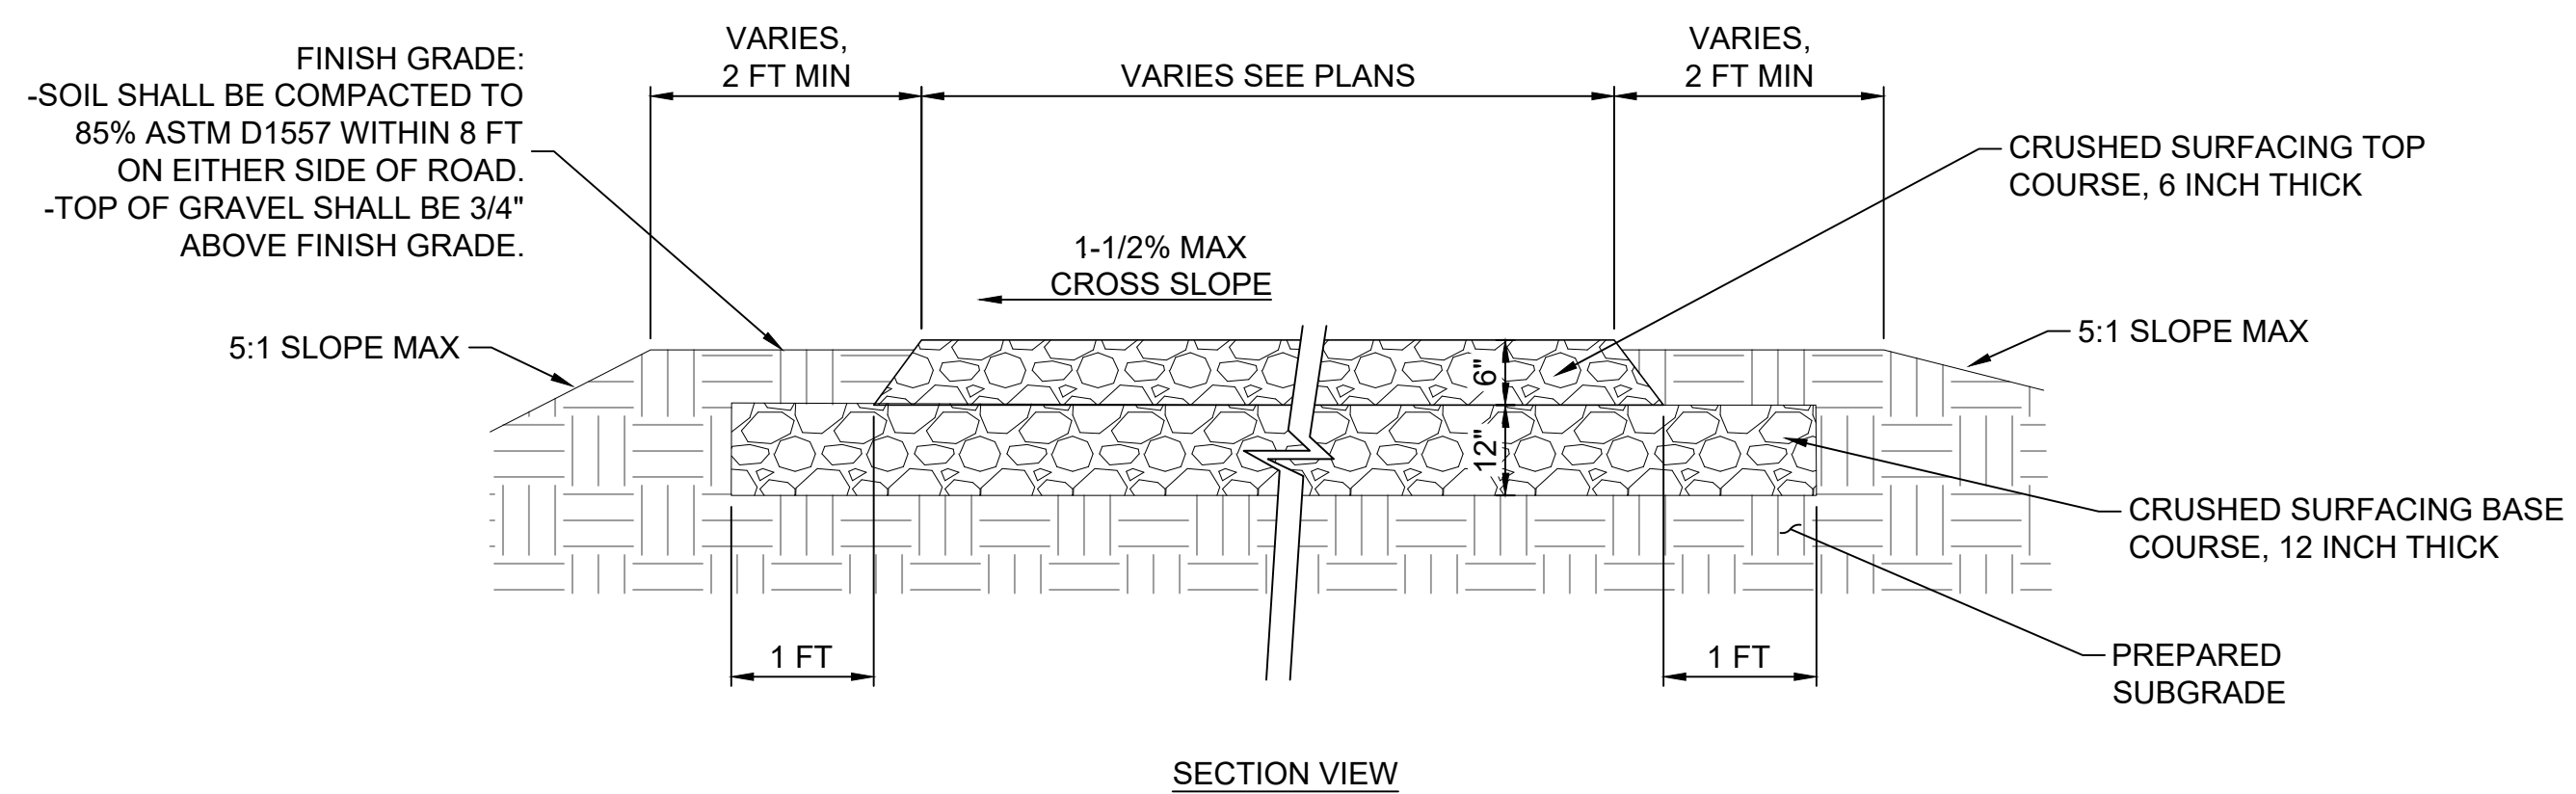 FINISH GRADE:
-SOIL SHALL BE COMPACTED TO
85% ASTM D1557 WITHIN 8 FT
ON EITHER SIDE OF ROAD.
-TOP OF GRAVEL SHALL BE 3/4"
ABOVE FINISH GRADE.
VARIES,
2 FT MIN
VARIES SEE PLANS
VARIES,
2 FT MIN
CRUSHED SURFACING TOP
COURSE, 6 INCH THICK
1-1/2% MAX
CROSS SLOPE
5:1 SLOPE MAX
5:1 SLOPE MAX
6"
12"
CRUSHED SURFACING BASE
COURSE, 12 INCH THICK
1 FT
1 FT
PREPARED
SUBGRADE
SECTION VIEW